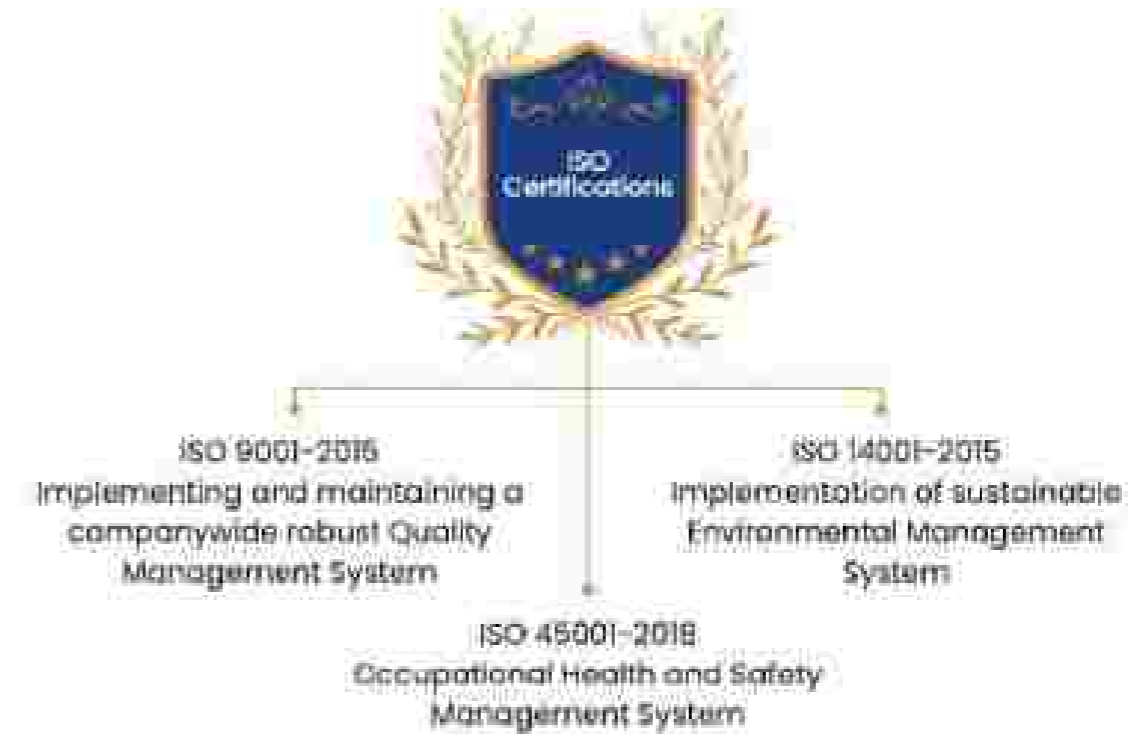 ISO
Certifications
ISO 9001-2015
Implementing and maintaining a
companywide robust Quality
Management System
ISO 14001-2015
Implementation of sustainable
Environmental Management
System
ISO 45001-2018
Occupational Health and Safety
Management System